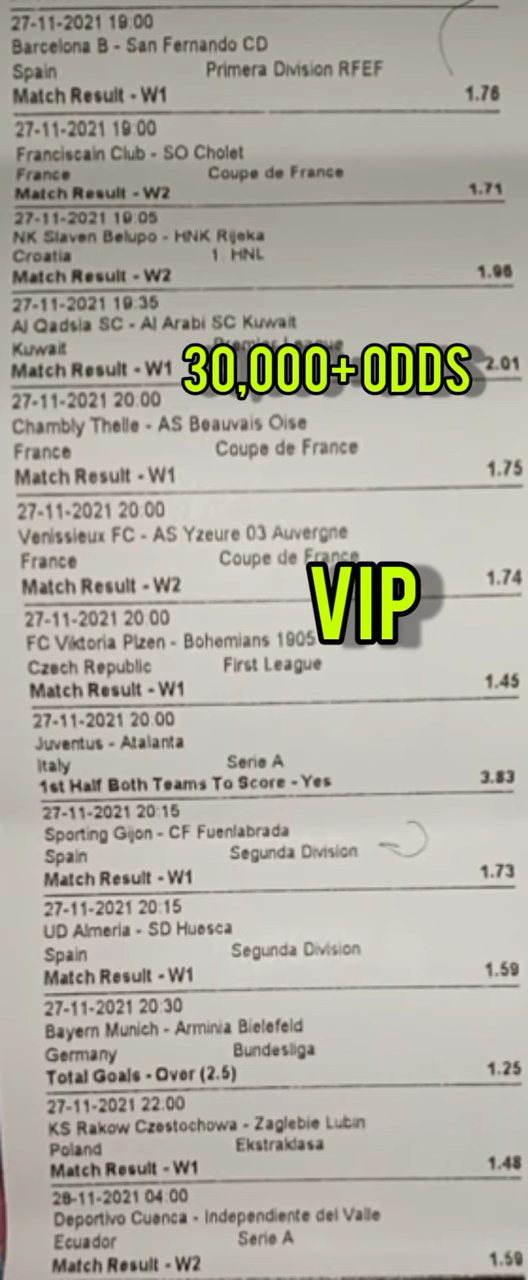 27-11-2021 19:00
Barcelona B - San Fernando CD
Spain Primera Division RFEF
Match Result - W1 1.76
27-11-2021 19:00
Franciscain Club - SO Cholet
France Coupe de France
Match Result - W2 1.71
27-11-2021 19:05
NK Slaven Belupo - HNK Rijeka
Croatia 1. HNL
Match Result - W2 1.96
27-11-2021 19:35
Al Qadsia SC - Al Arabi SC Kuwait
Kuwait Premier League
Match Result - W1 30,000+ ODDS 2.01
27-11-2021 20:00
Chambly Thelle - AS Beauvais Oise
France Coupe de France
Match Result - W1 1.75
27-11-2021 20:00
Venissieux FC - AS Yzeure 03 Auvergne
France Coupe de France
Match Result - W2 1.74
VIP
27-11-2021 20:00
FC Viktoria Plzen - Bohemians 1905
Czech Republic First League
Match Result - W1 1.45
27-11-2021 20:00
Juventus - Atalanta
Italy Serie A
1st Half Both Teams To Score - Yes 3.83
27-11-2021 20:15
Sporting Gijon - CF Fuenlabrada
Spain Segunda Division
Match Result - W1 1.73
27-11-2021 20:15
UD Almeria - SD Huesca
Spain Segunda Division
Match Result - W1 1.59
27-11-2021 20:30
Bayern Munich - Arminia Bielefeld
Germany Bundesliga
Total Goals - Over (2.5) 1.25
27-11-2021 22:00
KS Rakow Czestochowa - Zaglebie Lubin
Poland Ekstraklasa
Match Result - W1 1.48
28-11-2021 04:00
Deportivo Cuenca - Independiente del Valle
Ecuador Serie A
Match Result - W2 1.59